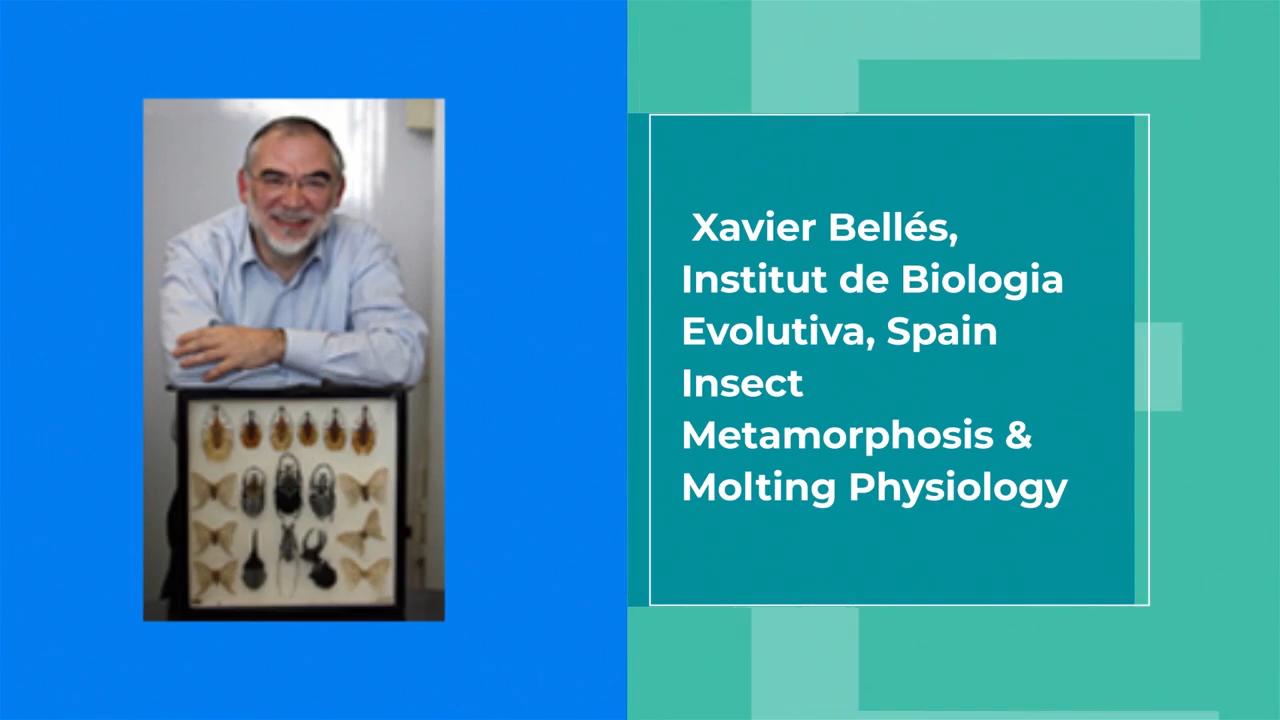 Xavier Bellés,
Institut de Biologia
Evolutiva, Spain
Insect
Metamorphosis &
Molting Physiology